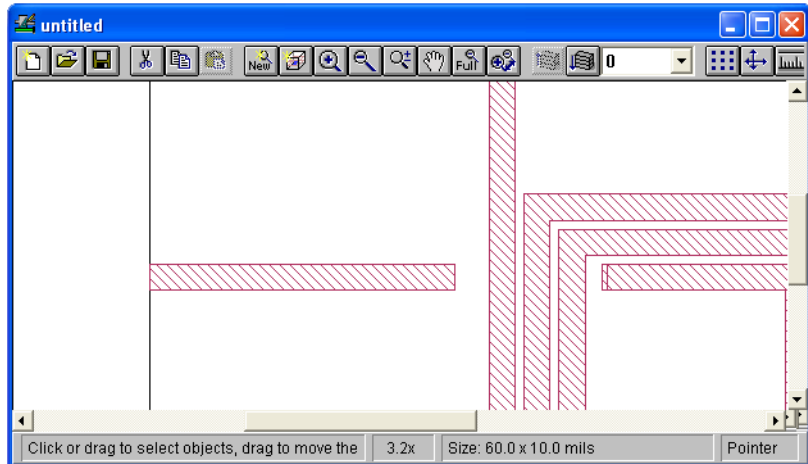 untitled
New Full 0
Click or drag to select objects, drag to move the 3.2x Size: 60.0 x 10.0 mils Pointer